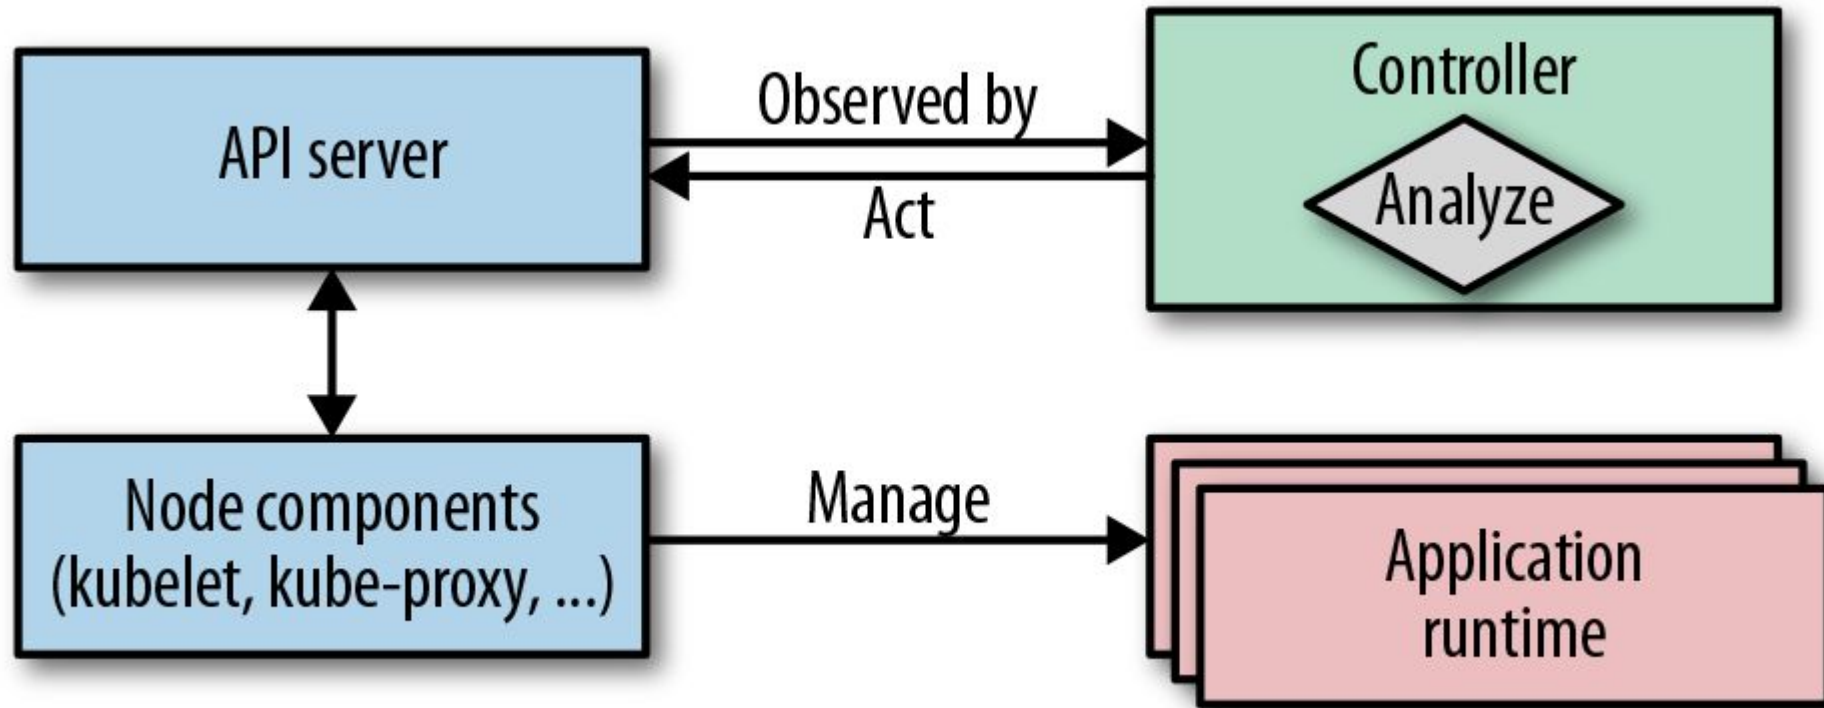 API server
Observed by
Act
Controller
Analyze
Node components
(kubelet, kube-proxy, ...)
Manage
Application
runtime